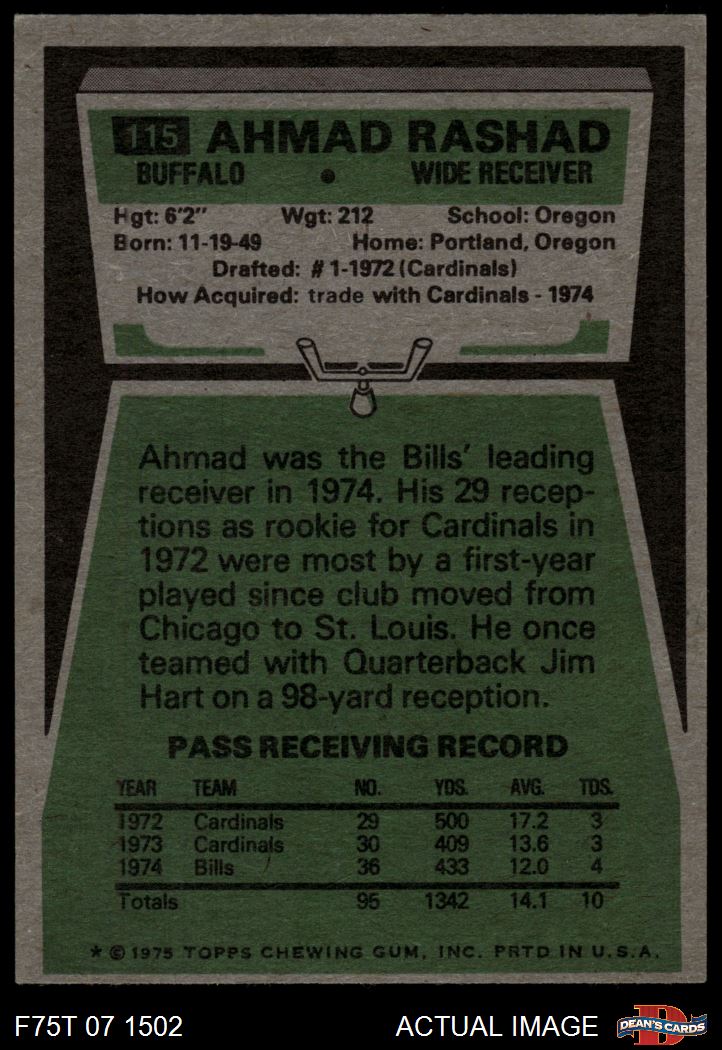 115 AHMAD RASHAD
BUFFALO • WIDE RECEIVER
Hgt: 6'2" Wgt: 212 School: Oregon
Born: 11-19-49 Home: Portland, Oregon
Drafted: #1-1972 (Cardinals)
How Acquired: trade with Cardinals - 1974
Ahmad was the Bills' leading
receiver in 1974. His 29 recep-
tions as rookie for Cardinals in
1972 were most by a first-year
played since club moved from
Chicago to St. Louis. He once
teamed with Quarterback Jim
Hart on a 98-yard reception.
PASS RECEIVING RECORD
YEAR TEAM NO. YDS. AVG. TDS.
1972 Cardinals 29 500 17.2 3
1973 Cardinals 30 409 13.6 3
1974 Bills 36 433 12.0 4
Totals 95 1342 14.1 10
* © 1975 TOPPS CHEWING GUM, INC. PRTD IN U.S.A.
F75T 07 1502 ACTUAL IMAGE DEAN'S CARDS